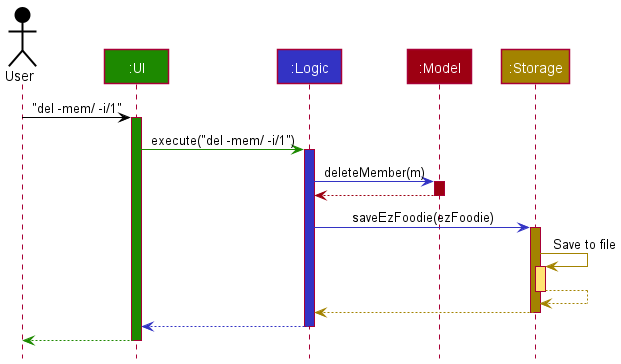 User
:UI
:Logic
:Model
:Storage
"del -mem/ -i/1"
execute("del -mem/ -i/1")
deleteMember(m)
saveEzFoodie(ezFoodie)
Save to file